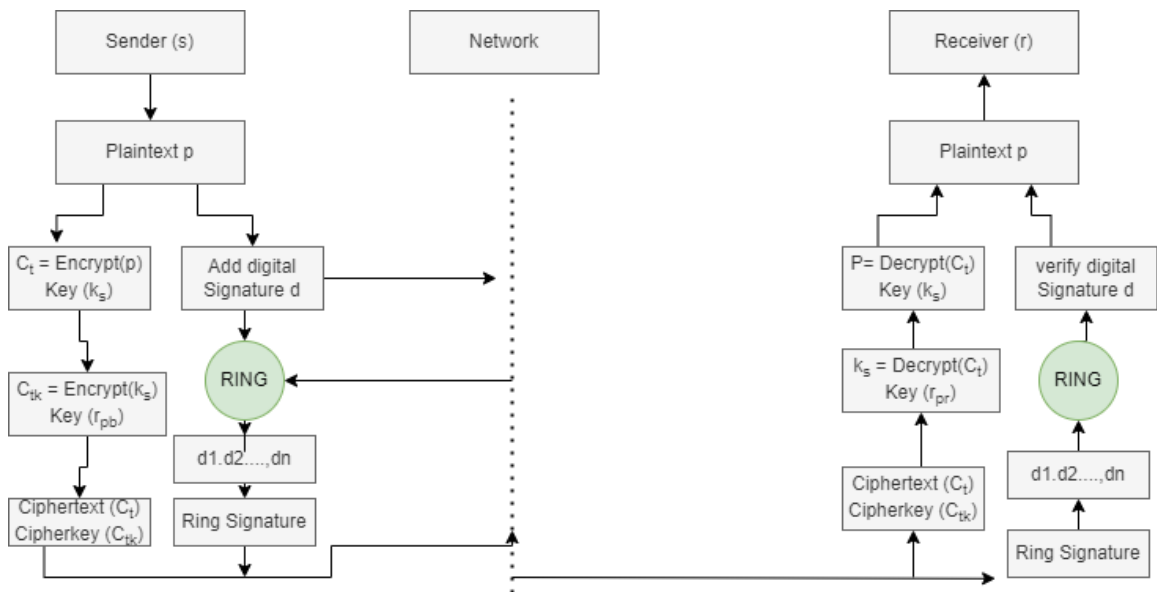 Sender (s)
Network
Receiver (r)
Plaintext p
Plaintext p
Cₜ = Encrypt(p)
Key (kₛ)
Add digital
Signature d
P= Decrypt(Cₜ)
Key (kₛ)
verify digital
Signature d
Cₜₖ = Encrypt(kₛ)
Key (r_pb)
RING
kₛ = Decrypt(Cₜ)
Key (r_pr)
RING
d1.d2....,dn
Ciphertext (Cₜ)
Cipherkey (Cₜₖ)
Ring Signature
Ciphertext (Cₜ)
Cipherkey (Cₜₖ)
d1.d2....,dn
Ring Signature